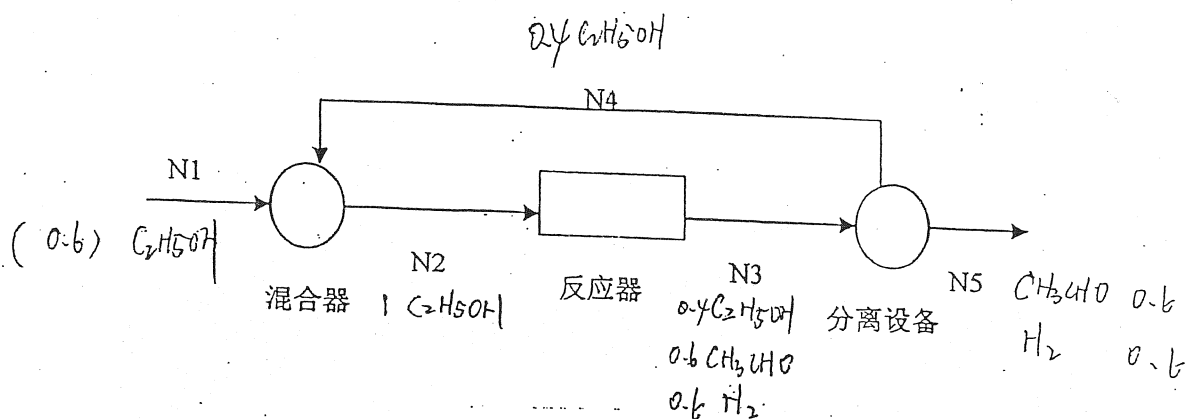 0.4 C2H5OH
N4
N1
(0.6) C2H5OH
混合器
N2
1 C2H5OH
反应器
N3
0.4 C2H5OH
0.6 CH3CHO
0.6 H2
分离设备
N5
CH3CHO 0.6
H2 0.6